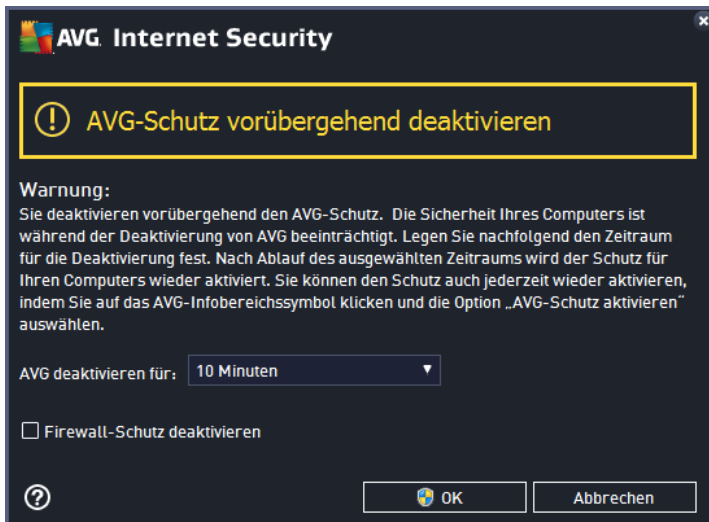 AVG. Internet Security
AVG-Schutz vorübergehend deaktivieren
Warnung:
Sie deaktivieren vorübergehend den AVG-Schutz. Die Sicherheit Ihres Computers ist
während der Deaktivierung von AVG beeinträchtigt. Legen Sie nachfolgend den Zeitraum
für die Deaktivierung fest. Nach Ablauf des ausgewählten Zeitraums wird der Schutz für
Ihren Computers wieder aktiviert. Sie können den Schutz auch jederzeit wieder aktivieren,
indem Sie auf das AVG-Infobereichssymbol klicken und die Option „AVG-Schutz aktivieren“
auswählen.
AVG deaktivieren für: 10 Minuten
Firewall-Schutz deaktivieren
OK Abbrechen